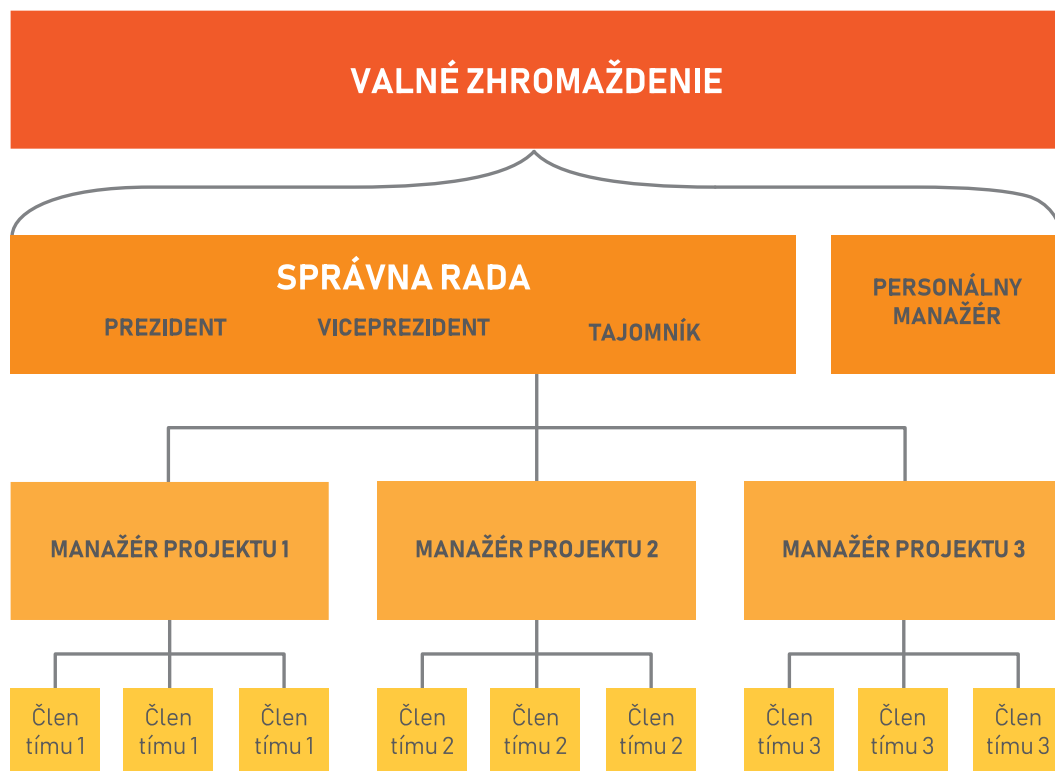 VALNÉ ZHROMAŽDENIE
SPRÁVNA RADA
PREZIDENT
VICEPREZIDENT
TAJOMNÍK
PERSONÁLNY
MANAŽÉR
MANAŽÉR PROJEKTU 1
MANAŽÉR PROJEKTU 2
MANAŽÉR PROJEKTU 3
Člen
tímu 1
Člen
tímu 1
Člen
tímu 1
Člen
tímu 2
Člen
tímu 2
Člen
tímu 2
Člen
tímu 3
Člen
tímu 3
Člen
tímu 3